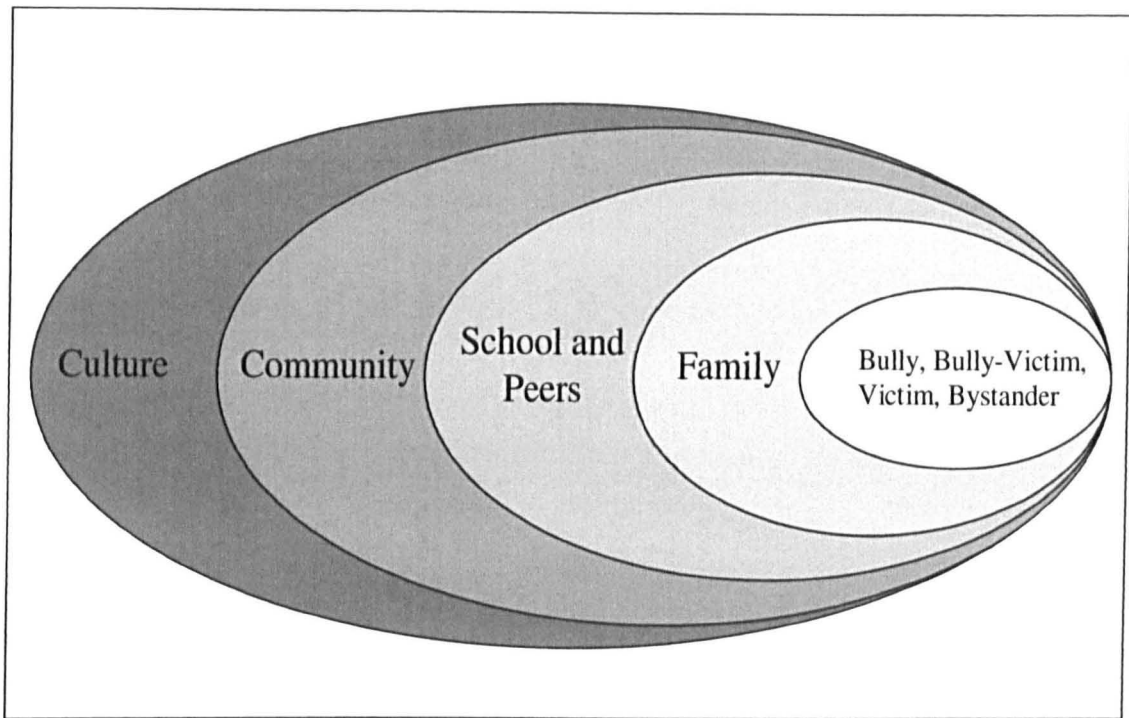 Culture
Community
School and
Peers
Family
Bully, Bully-Victim,
Victim, Bystander